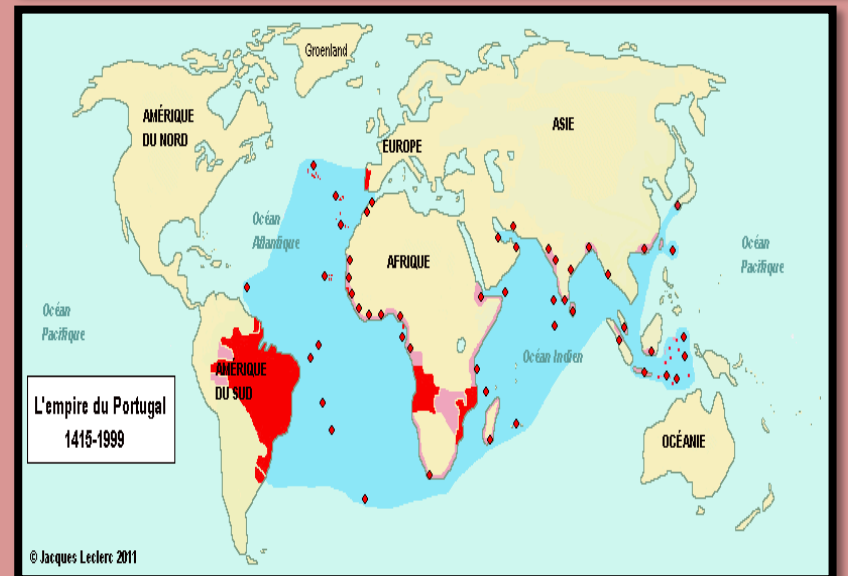 Groenland
AMÉRIQUE
DU NORD
EUROPE
ASIE
Océan
Atlantique
AFRIQUE
Océan
Pacifique
Océan
Pacifique
Océan Indien
AMÉRIQUE
DU SUD
L'empire du Portugal
1415-1999
OCÉANIE
© Jacques Leclerc 2011